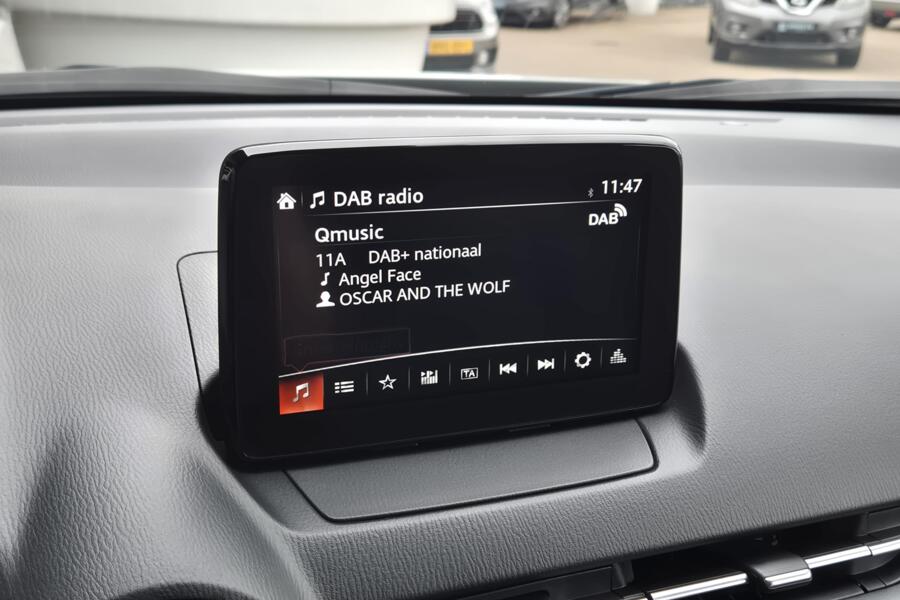 DAB radio
11:47
Qmusic
DAB
11A DAB+ nationaal
Angel Face
OSCAR AND THE WOLF
TA